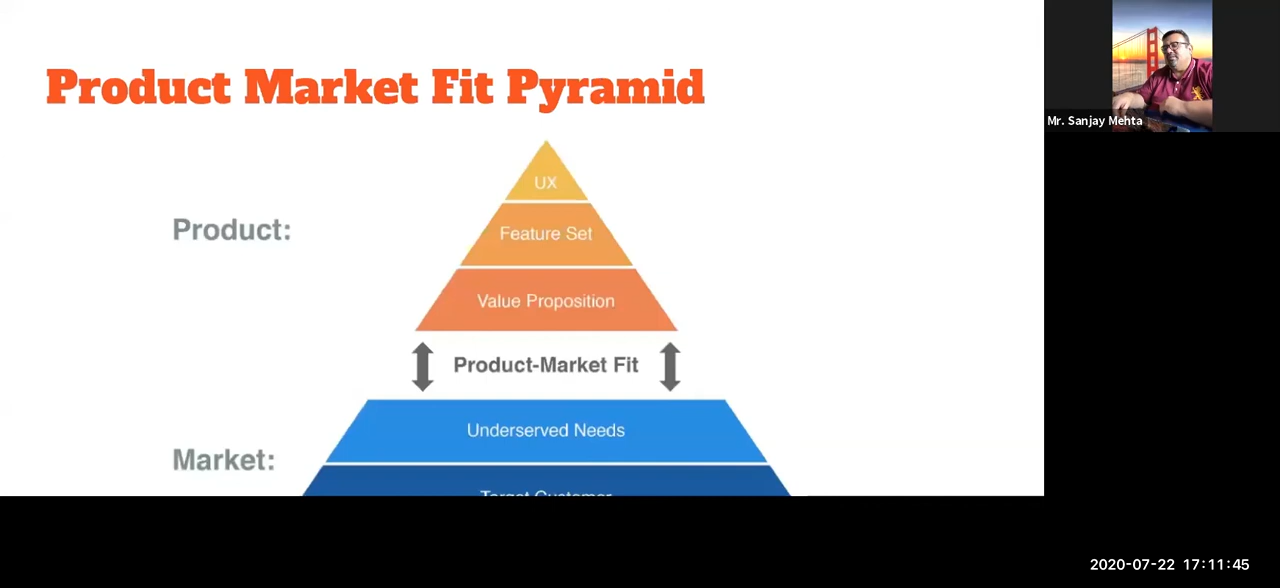 Product Market Fit Pyramid
Mr. Sanjay Mehta
UX
Product:
Feature Set
Value Proposition
Product-Market Fit
Underserved Needs
Market:
Target Customer
2020-07-22 17:11:45